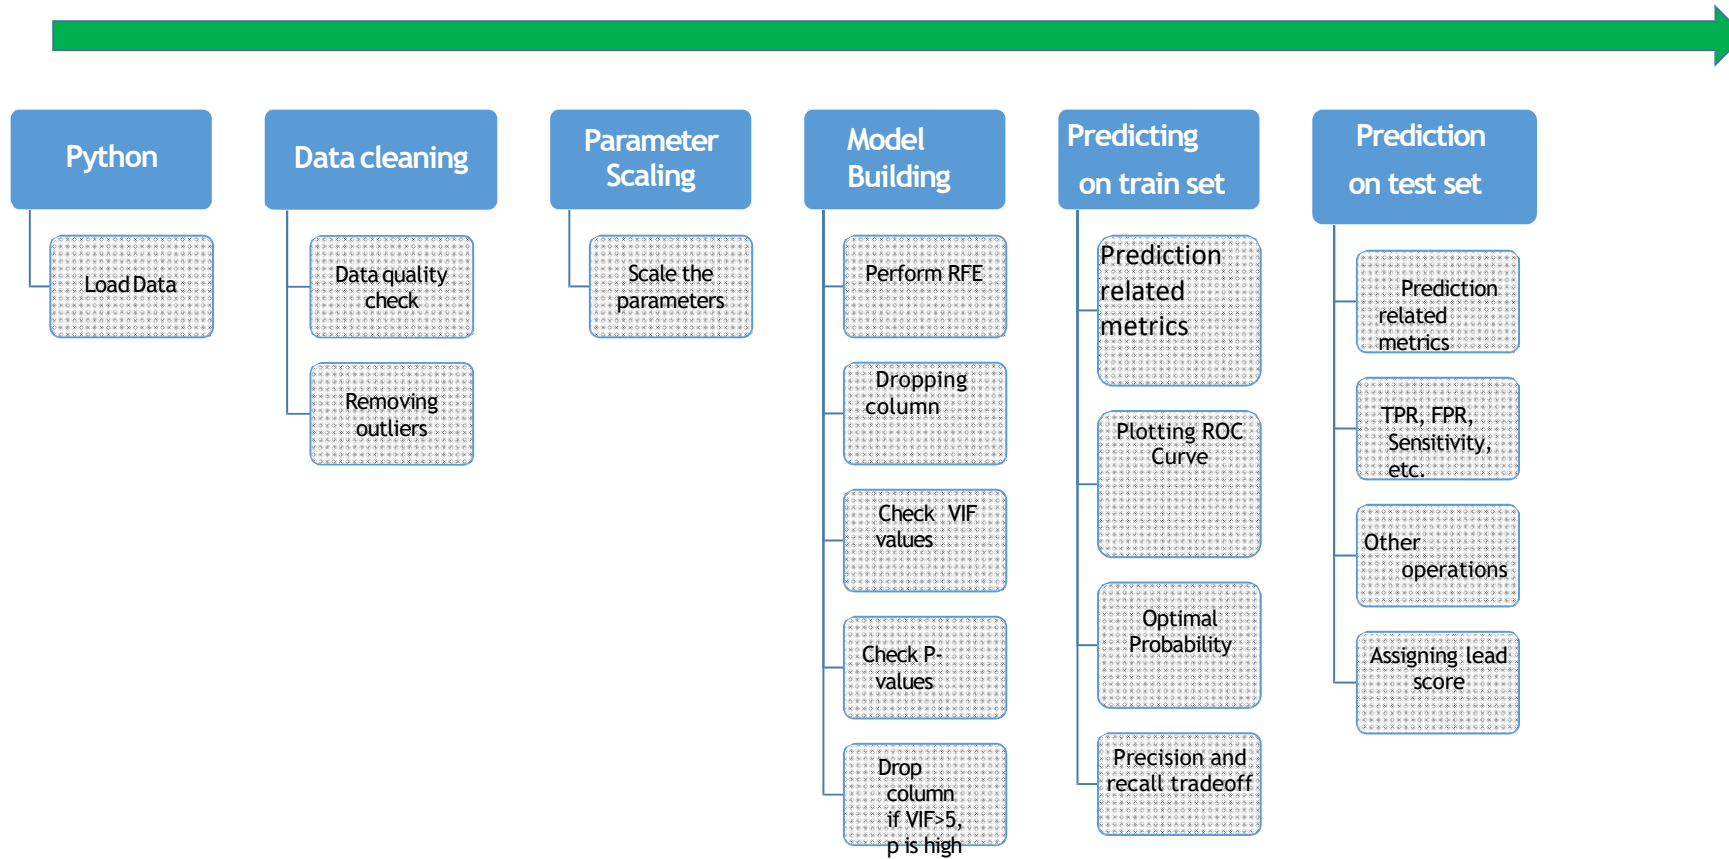 Python
Load Data
Data cleaning
Data quality
check
Removing
outliers
Parameter
Scaling
Scale the
parameters
Model
Building
Perform RFE
Dropping
column
Check VIF
values
Check P-
values
Drop
column
if VIF>5,
p is high
Predicting
on train set
Prediction
related
metrics
Plotting ROC
Curve
Optimal
Probability
Precision and
recall tradeoff
Prediction
on test set
Prediction
related
metrics
TPR, FPR,
Sensitivity,
etc.
Other
operations
Assigning lead
score